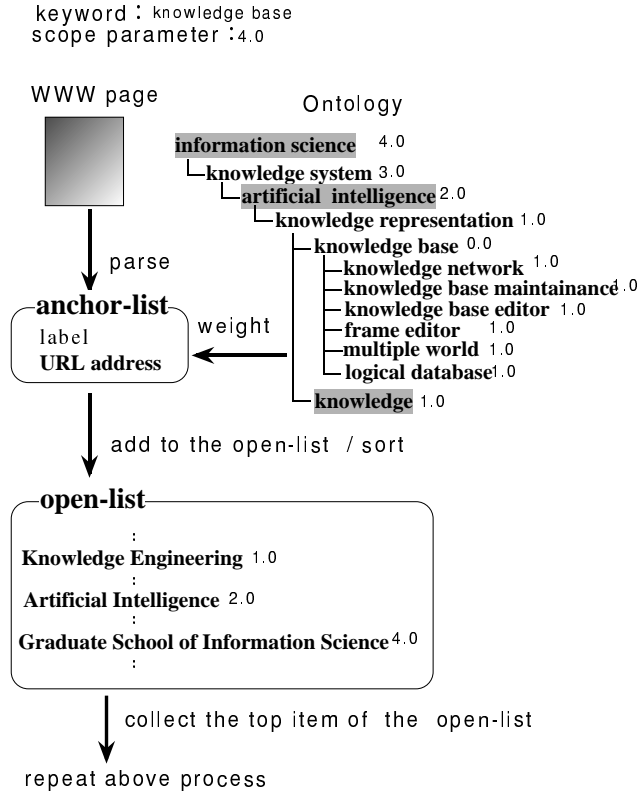 keyword : knowledge base
scope parameter : 4.0
WWW page
Ontology
information science 4.0
knowledge system 3.0
artificial intelligence 2.0
knowledge representation 1.0
knowledge base 0.0
knowledge network 1.0
knowledge base maintainance 1.0
knowledge base editor 1.0
frame editor 1.0
multiple world 1.0
logical database 1.0
knowledge 1.0
parse
weight
anchor-list
label
URL address
add to the open-list / sort
open-list
:
Knowledge Engineering 1.0
:
Artificial Intelligence 2.0
:
Graduate School of Information Science 4.0
:
collect the top item of the open-list
repeat above process